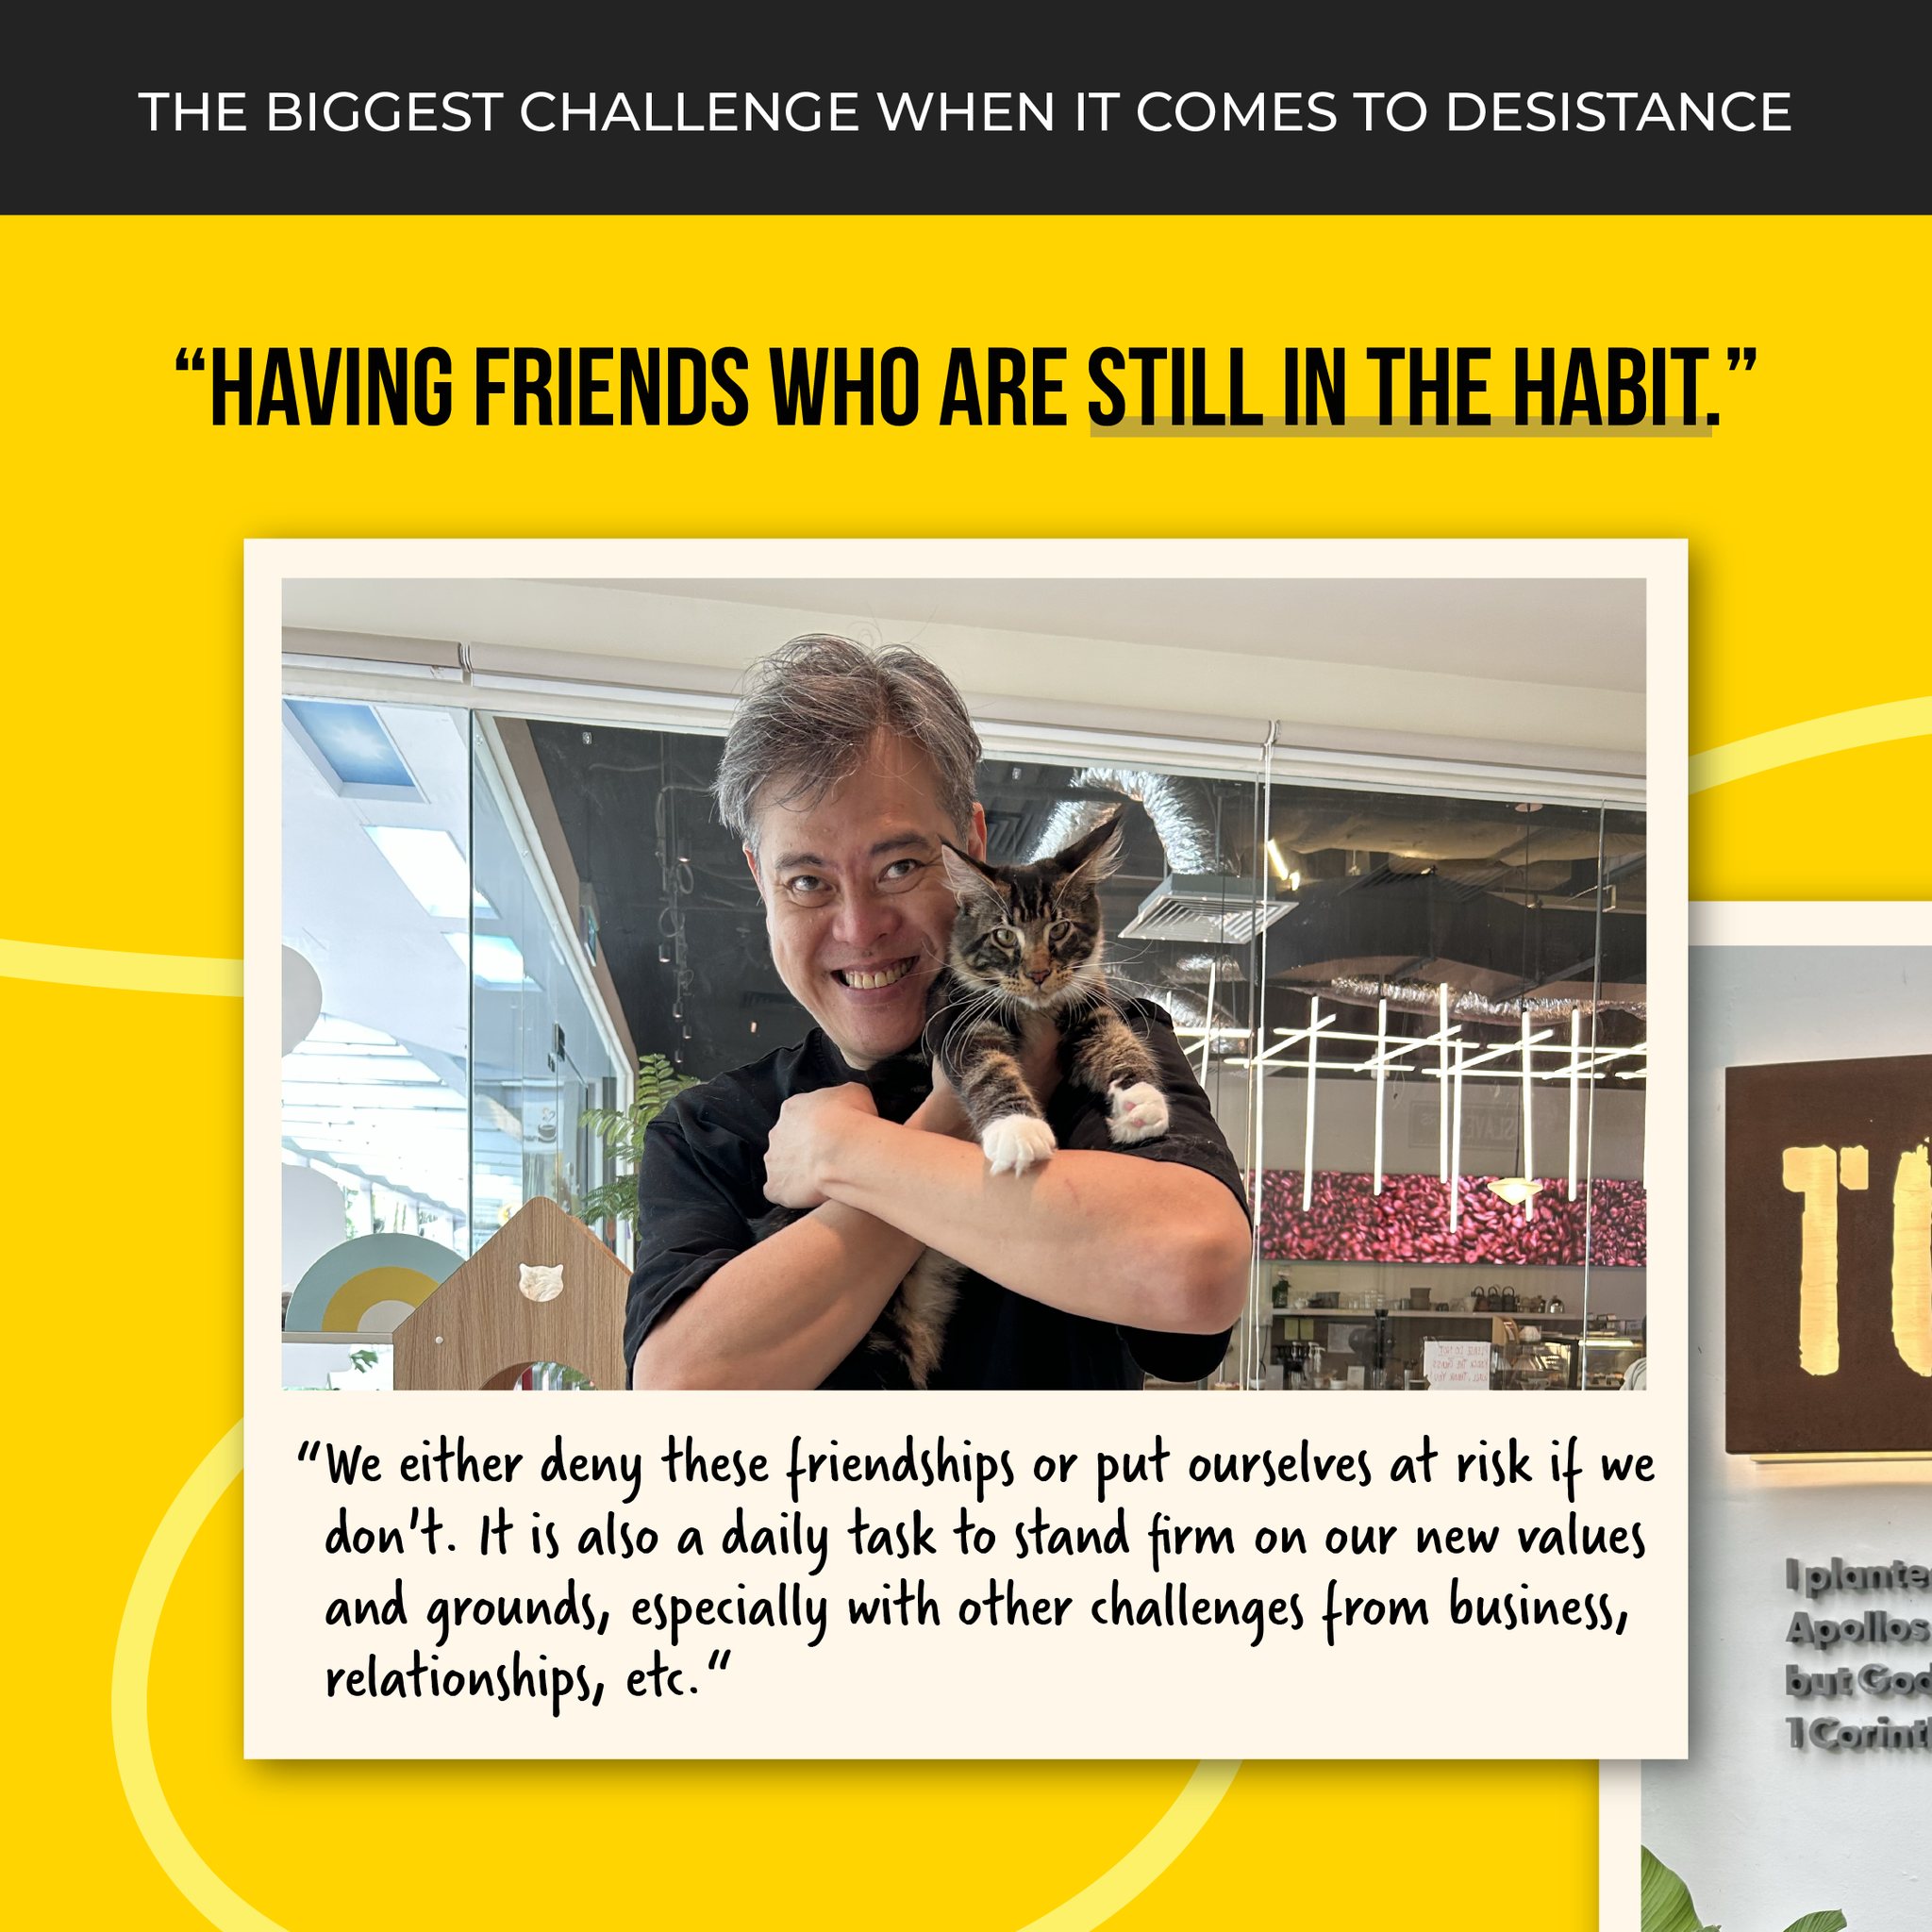 THE BIGGEST CHALLENGE WHEN IT COMES TO DESISTANCE
“HAVING FRIENDS WHO ARE STILL IN THE HABIT.”
“We either deny these friendships or put ourselves at risk if we
don't. It is also a daily task to stand firm on our new values
and grounds, especially with other challenges from business,
relationships, etc.“
I plante
Apollos
but God
1 Corint